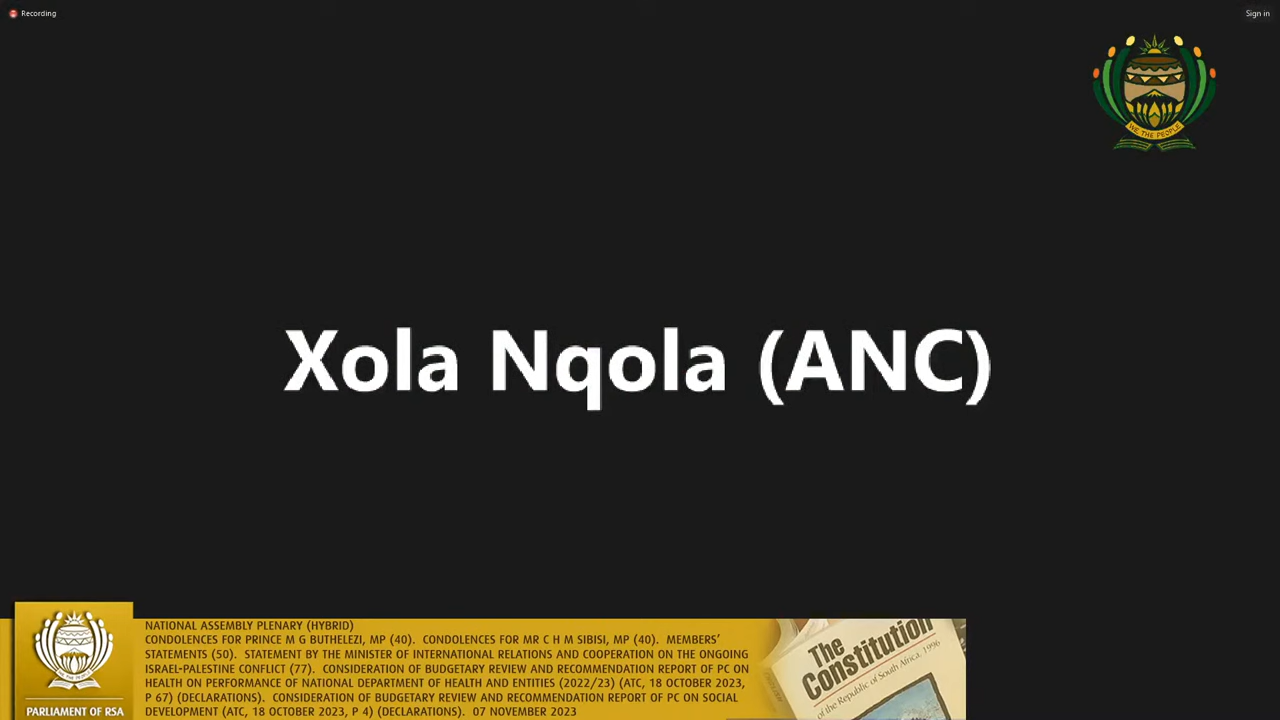 Recording
Sign in
WE, THE PEOPLE
Xola Nqola (ANC)
NATIONAL ASSEMBLY PLENARY (HYBRID)
CONDOLENCES FOR PRINCE M G BUTHELEZI, MP (40). CONDOLENCES FOR MR C H M SIBISI, MP (40). MEMBERS'
STATEMENTS (50). STATEMENT BY THE MINISTER OF INTERNATIONAL RELATIONS AND COOPERATION ON THE ONGOING
ISRAEL-PALESTINE CONFLICT (77). CONSIDERATION OF BUDGETARY REVIEW AND RECOMMENDATION REPORT OF PC ON
HEALTH ON PERFORMANCE OF NATIONAL DEPARTMENT OF HEALTH AND ENTITIES (2022/23) (ATC, 18 OCTOBER 2023,
P 67) (DECLARATIONS). CONSIDERATION OF BUDGETARY REVIEW AND RECOMMENDATION REPORT OF PC ON SOCIAL
DEVELOPMENT (ATC, 18 OCTOBER 2023, P 4) (DECLARATIONS). 07 NOVEMBER 2023
PARLIAMENT OF RSA
The
Constitution
of the Republic of South Africa, 1996